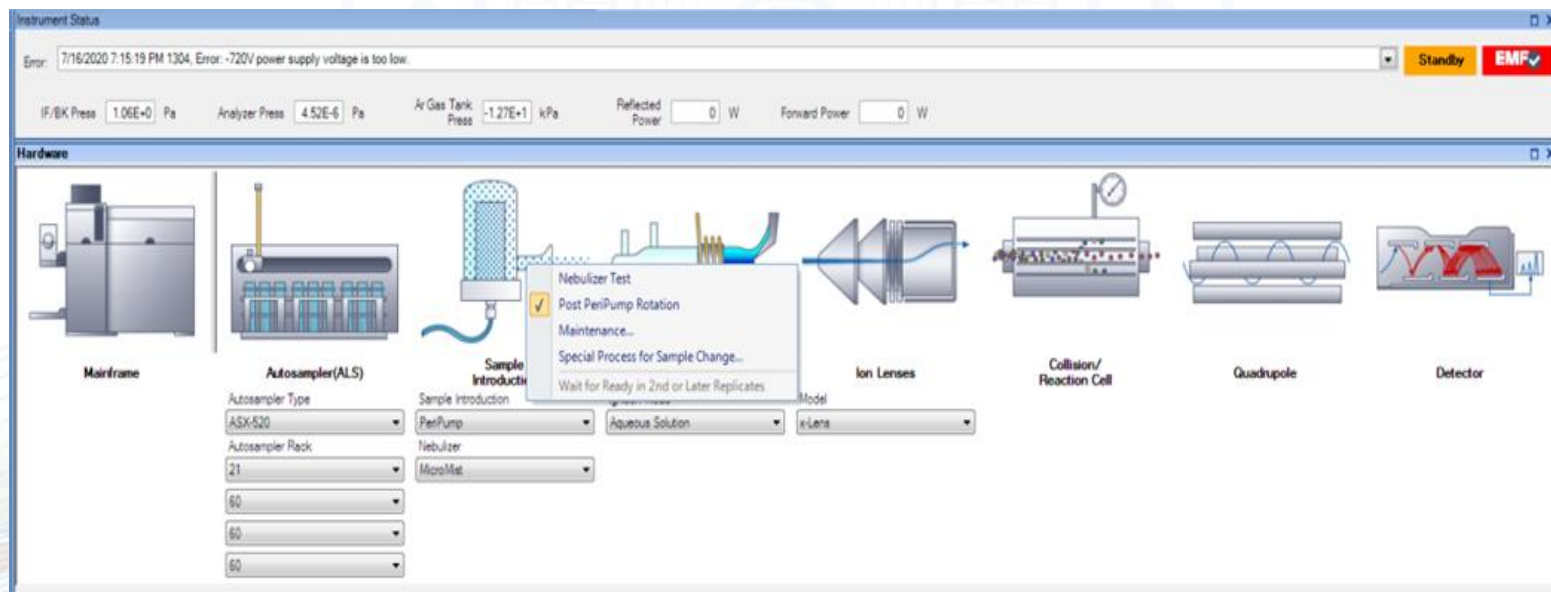 Instrument Status
Error: 7/16/2020 7:15:19 PM 1304, Error: -720V power supply voltage is too low.
Standby
EMF
IF/BK Press 1.06E+0 Pa
Analyzer Press 4.52E-6 Pa
Ar Gas Tank
Press -1.27E+1 kPa
Reflected
Power 0 W
Forward Power 0 W
Hardware
Nebulizer Test
Post PeriPump Rotation
Maintenance...
Special Process for Sample Change...
Wait for Ready in 2nd or Later Replicates
Mainframe
Autosampler(ALS)
Sample
Ion Lenses
Collision/
Reaction Cell
Quadrupole
Detector
Autosampler Type
ASX-520
Autosampler Rack
21
60
60
60
Sample Introduction
PeriPump
Nebulizer
MicroMist
Aqueous Solution
Model
x-Lens